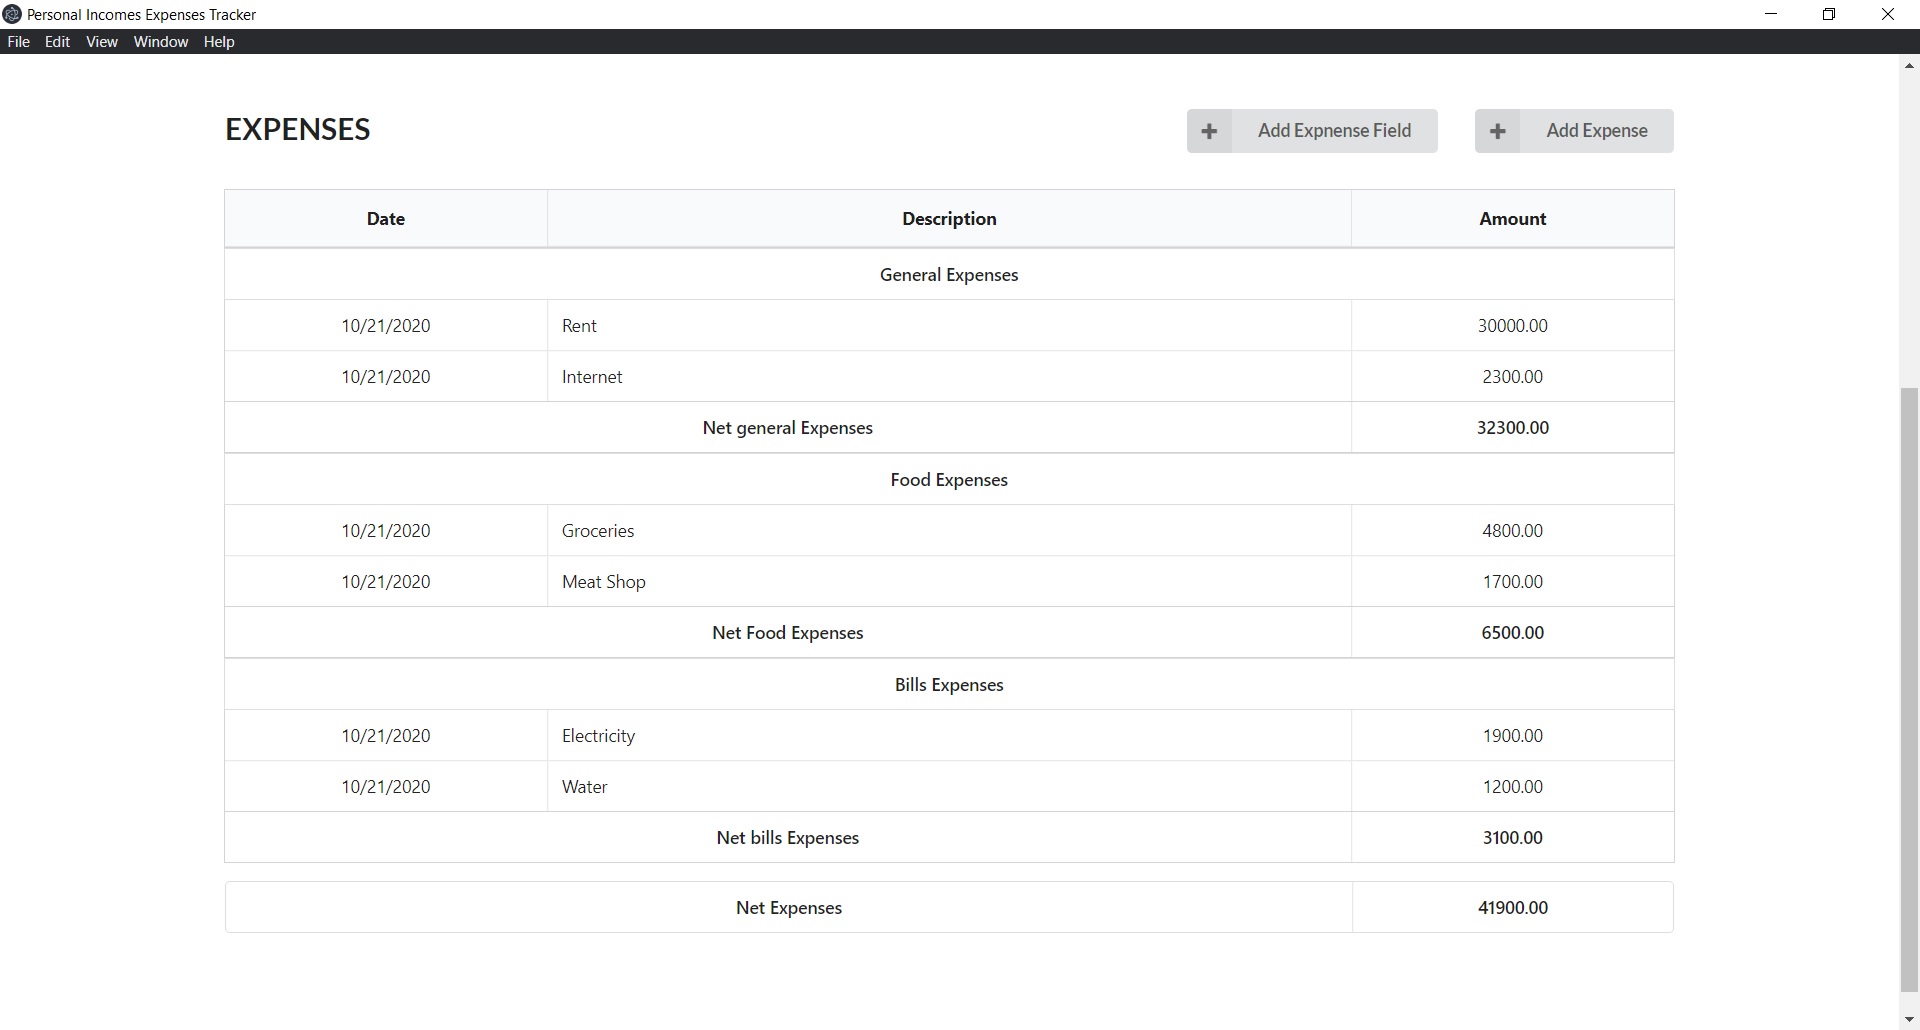 Personal Incomes Expenses Tracker
File Edit View Window Help
EXPENSES
Add Expnense Field
Add Expense
Date Description Amount
General Expenses
10/21/2020 Rent 30000.00
10/21/2020 Internet 2300.00
Net general Expenses 32300.00
Food Expenses
10/21/2020 Groceries 4800.00
10/21/2020 Meat Shop 1700.00
Net Food Expenses 6500.00
Bills Expenses
10/21/2020 Electricity 1900.00
10/21/2020 Water 1200.00
Net bills Expenses 3100.00
Net Expenses 41900.00